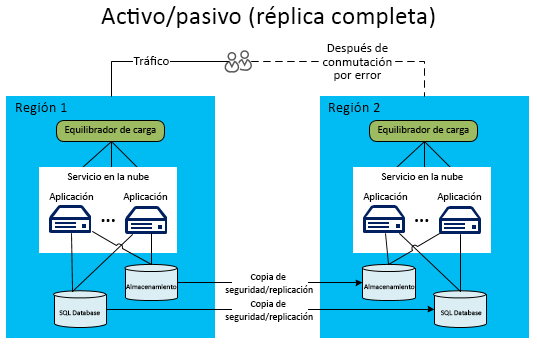 Activo/pasivo (réplica completa)
Tráfico
Después de
conmutación
por error
Región 1
Equilibrador de carga
Servicio en la nube
Aplicación
Aplicación
...
Almacenamiento
SQL Database
Región 2
Equilibrador de carga
Servicio en la nube
Aplicación
Aplicación
...
Almacenamiento
SQL Database
Copia de
seguridad/replicación
Copia de
seguridad/replicación